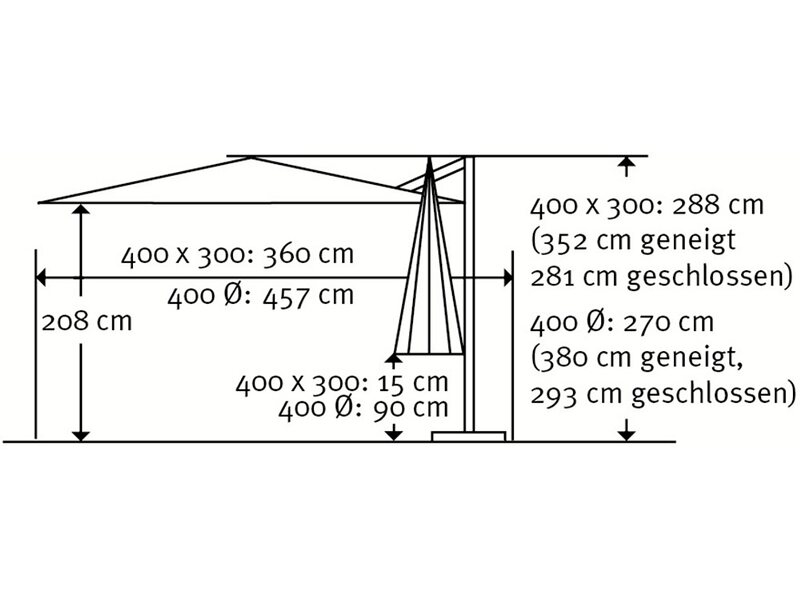 400 x 300: 288 cm
(352 cm geneigt
281 cm geschlossen)
400 x 300: 360 cm
400 Ø: 457 cm
208 cm
400 Ø: 270 cm
(380 cm geneigt,
293 cm geschlossen)
400 x 300: 15 cm
400 Ø: 90 cm